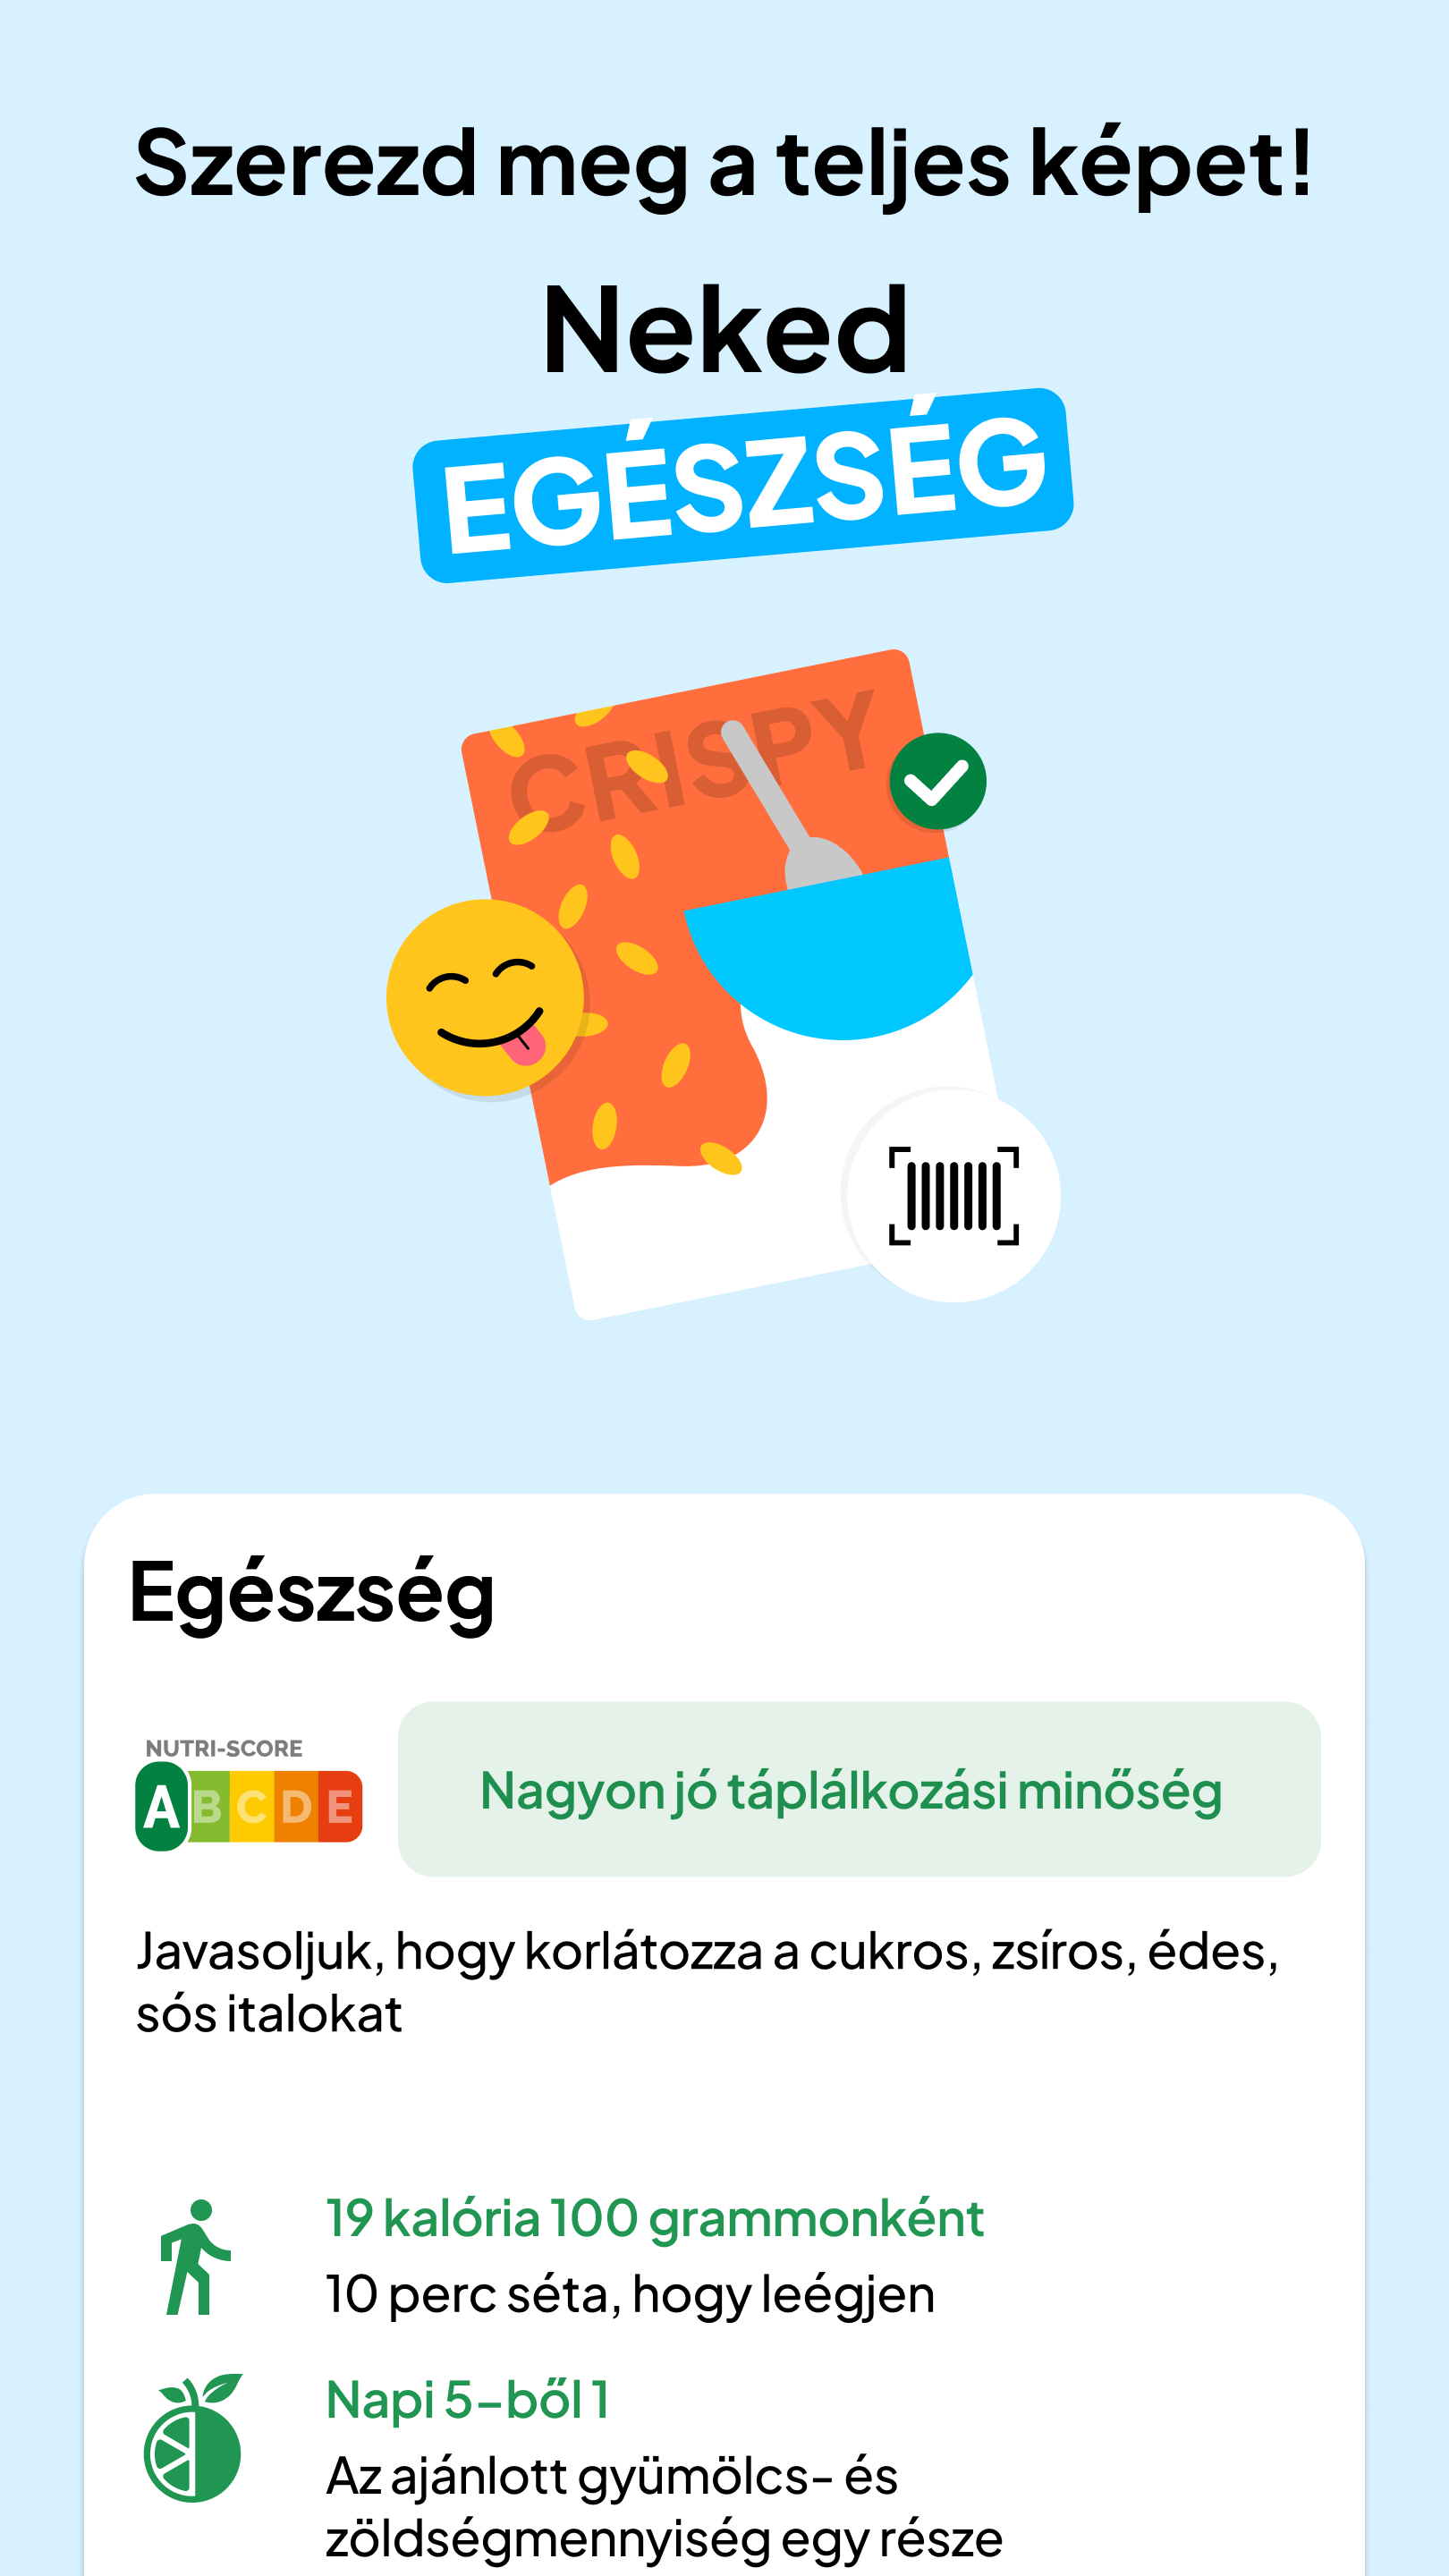 Szerezd meg a teljes képet!
Neked
EGÉSZSÉG
CRISPY
Egészség
NUTRI-SCORE
A B C D E
Nagyon jó táplálkozási minőség
Javasoljuk, hogy korlátozza a cukros, zsíros, édes,
sós italokat
19 kalória 100 grammonként
10 perc séta, hogy leégjen
Napi 5-ből 1
Az ajánlott gyümölcs- és
zöldségmennyiség egy része